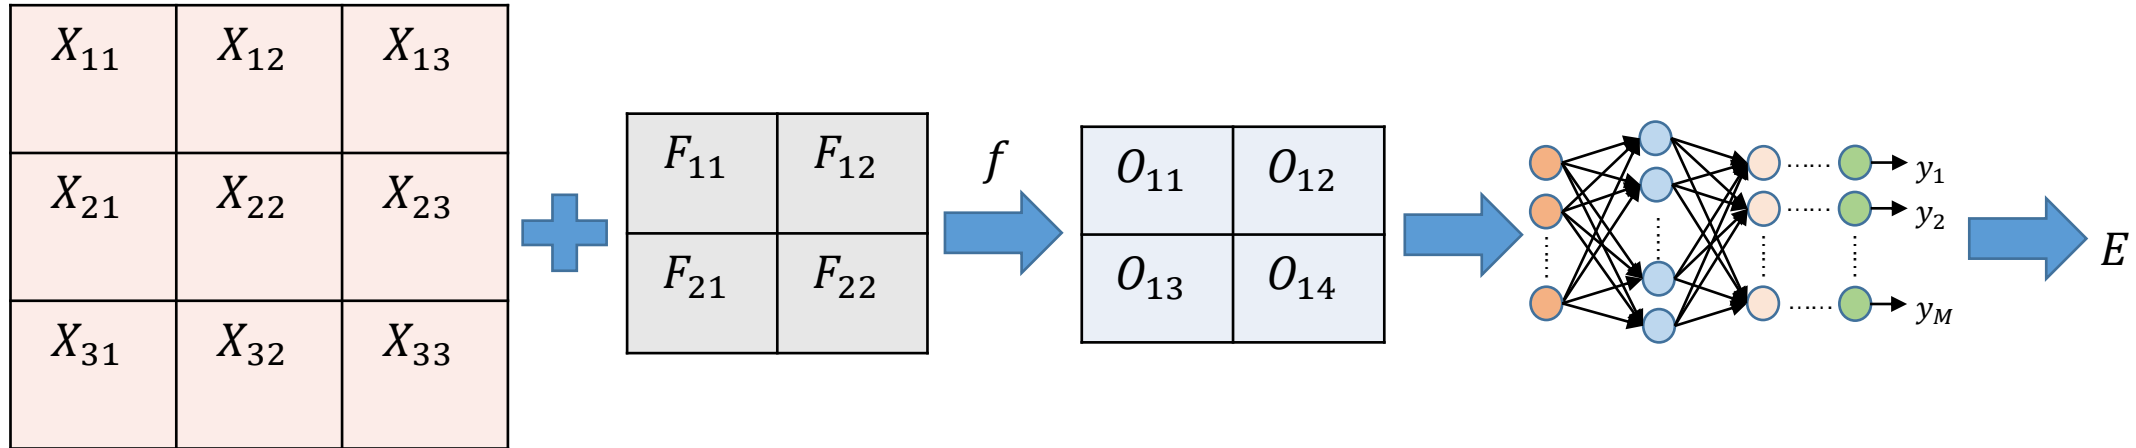 X₁₁ X₁₂ X₁₃
X₂₁ X₂₂ X₂₃
X₃₁ X₃₂ X₃₃
F₁₁ F₁₂
F₂₁ F₂₂
f
O₁₁ O₁₂
O₁₃ O₁₄
y₁
y₂
y_M
E